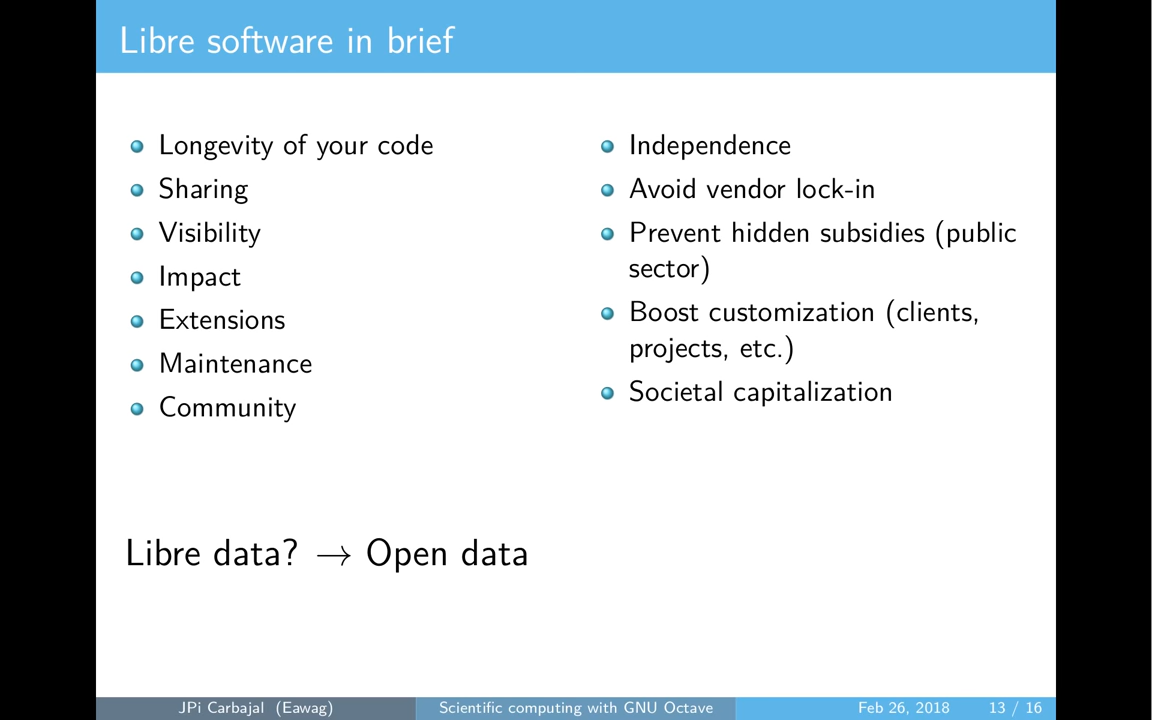 Libre software in brief
Longevity of your code
Sharing
Visibility
Impact
Extensions
Maintenance
Community
Independence
Avoid vendor lock-in
Prevent hidden subsidies (public
sector)
Boost customization (clients,
projects, etc.)
Societal capitalization
Libre data? → Open data
JPi Carbajal (Eawag)
Scientific computing with GNU Octave
Feb 26, 2018
13 / 16